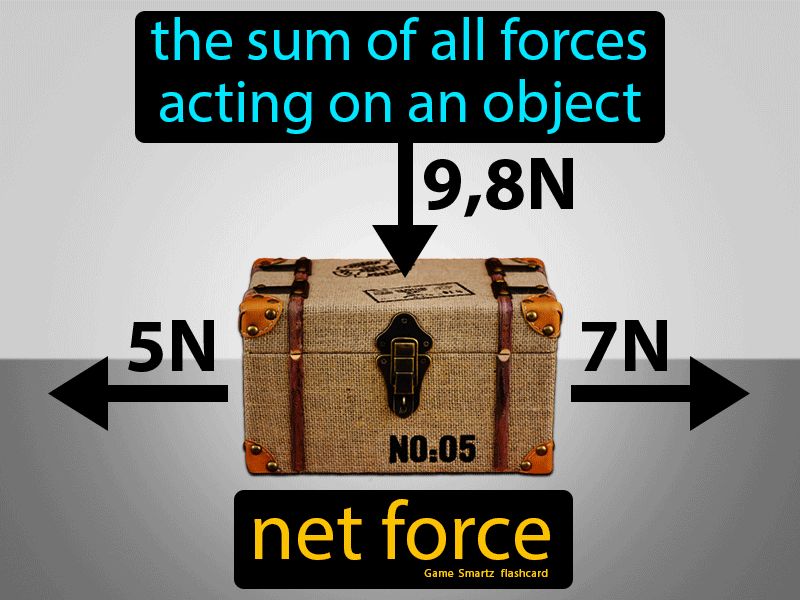 the sum of all forces
acting on an object
9,8N
5N
7N
NO:05
net force
Game Smartz flashcard